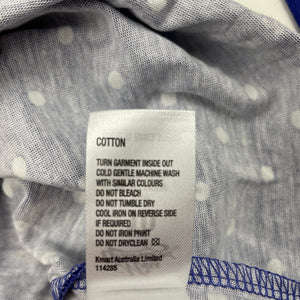 COTTON
TURN GARMENT INSIDE OUT
COLD GENTLE MACHINE WASH
WITH SIMILAR COLOURS
DO NOT BLEACH
DO NOT TUMBLE DRY
COOL IRON ON REVERSE SIDE
IF REQUIRED
DO NOT IRON PRINT
DO NOT DRYCLEAN
Kmart Australia Limited
114286